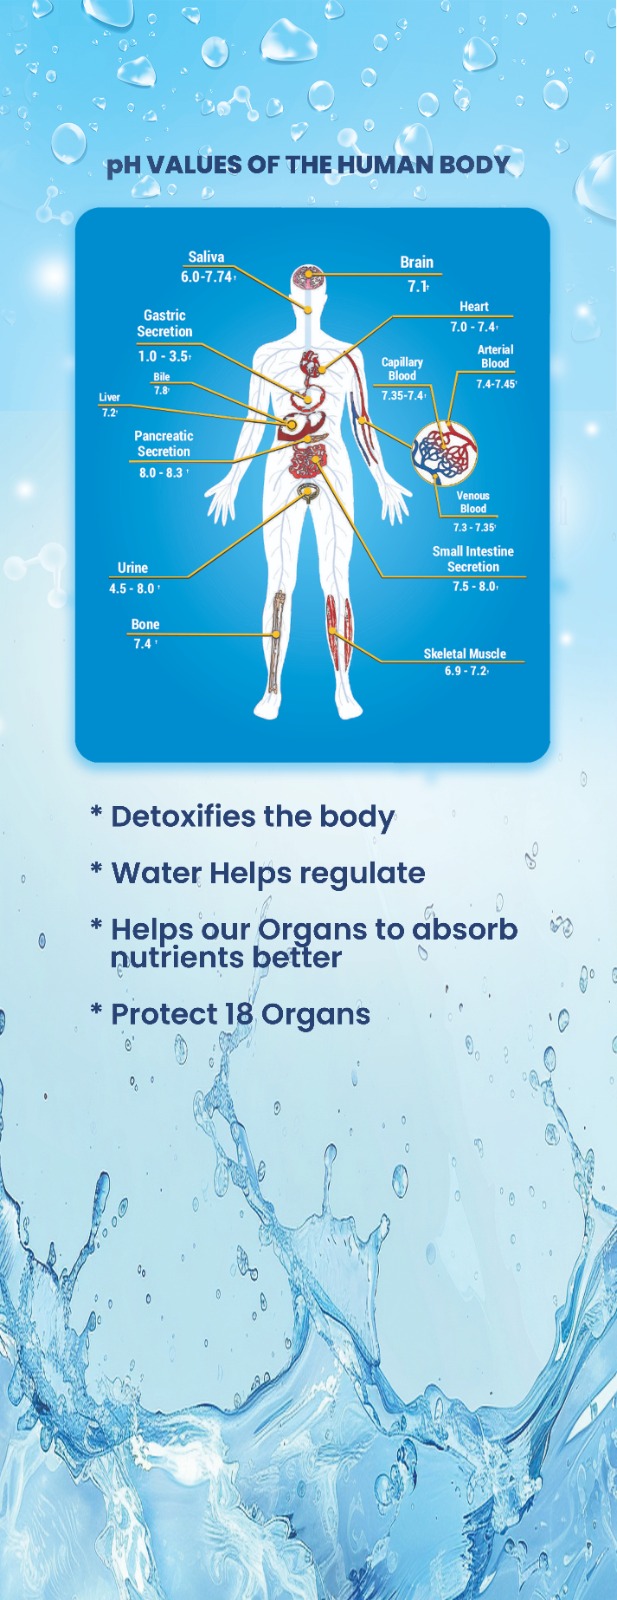 pH VALUES OF THE HUMAN BODY
Saliva
6.0-7.74↑
Brain
7.1↑
Heart
7.0 - 7.4↑
Gastric
Secretion
1.0 - 3.5↑
Capillary
Blood
7.35-7.4↑
Arterial
Blood
7.4-7.45↑
Bile
7.8↑
Liver
7.2↑
Pancreatic
Secretion
8.0 - 8.3 ↑
Venous
Blood
7.3 - 7.35↑
Small Intestine
Secretion
7.5 - 8.0↑
Urine
4.5 - 8.0 ↑
Bone
7.4 ↑
Skeletal Muscle
6.9 - 7.2↑
* Detoxifies the body
* Water Helps regulate
* Helps our Organs to absorb
nutrients better
* Protect 18 Organs